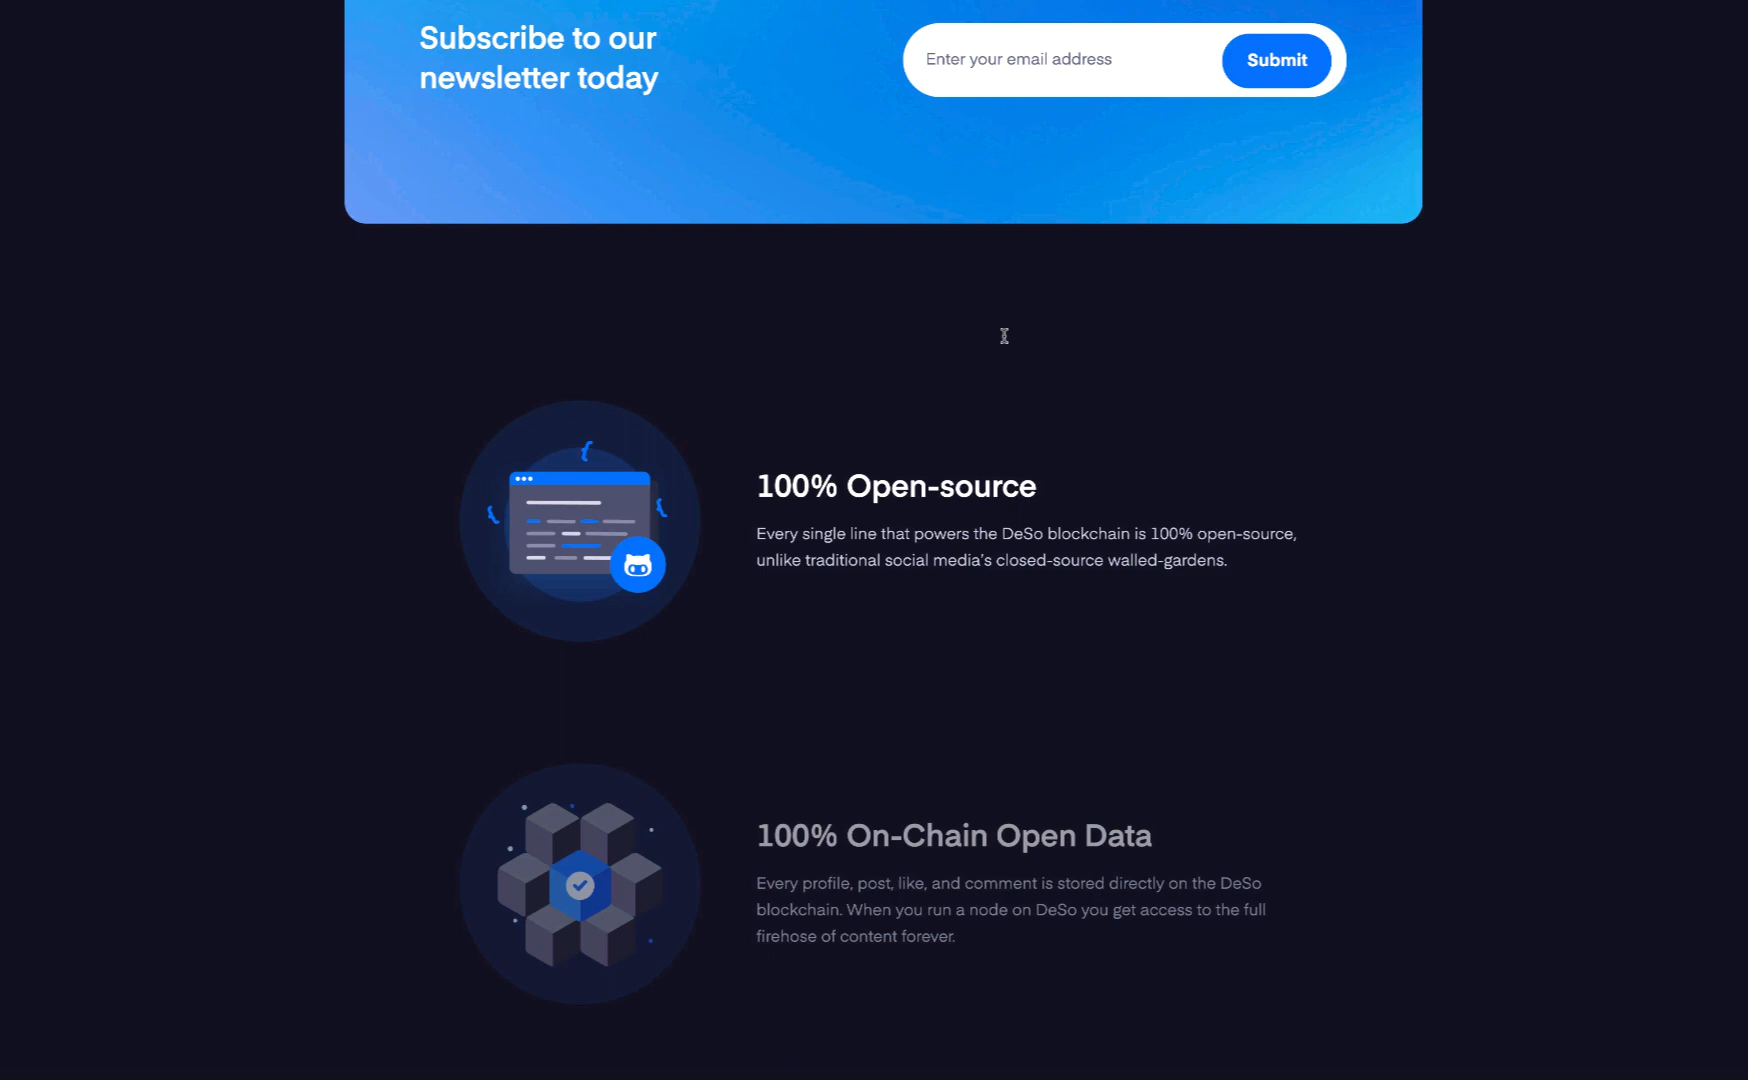 Subscribe to our
newsletter today
Enter your email address
Submit
100% Open-source
Every single line that powers the DeSo blockchain is 100% open-source,
unlike traditional social media’s closed-source walled-gardens.
100% On-Chain Open Data
Every profile, post, like, and comment is stored directly on the DeSo
blockchain. When you run a node on DeSo you get access to the full
firehose of content forever.